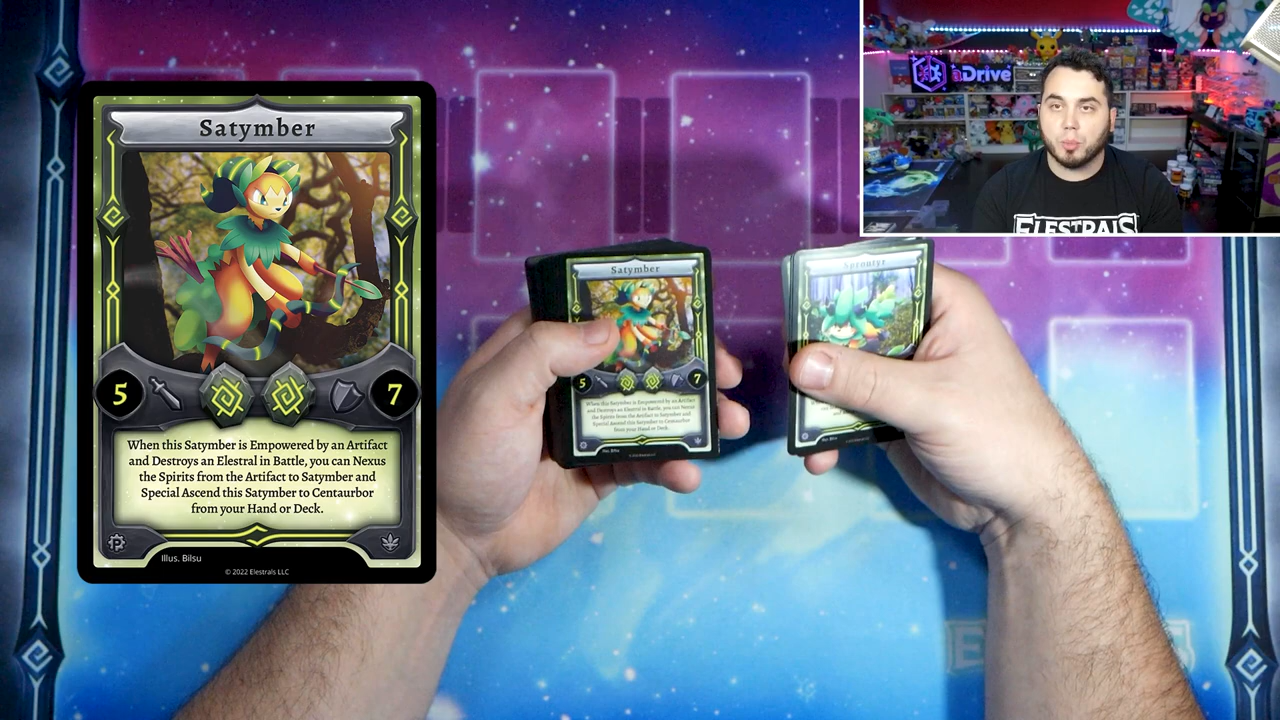 Satymber
5
7
When this Satymber is Empowered by an Artifact
and Destroys an Elestral in Battle, you can Nexus
the Spirits from the Artifact to Satymber and
Special Ascend this Satymber to Centaurbor
from your Hand or Deck.
P
Illus. Bilsu
© 2022 Elestrals LLC
Satymber
5
7
When this Satymber is Empowered by an Artifact
and Destroys an Elestral in Battle, you can Nexus
the Spirits from the Artifact to Satymber and
Special Ascend this Satymber to Centaurbor
from your Hand or Deck.
Sproutyr
aDrive
ELESTRALS